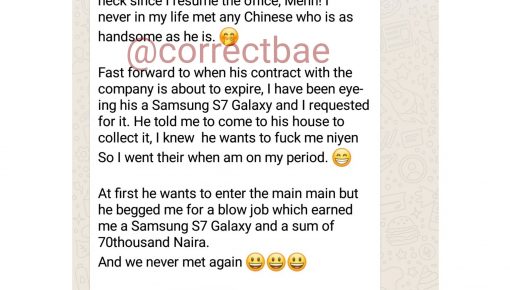 neck since I resume the office, Mehn! I
never in my life met any Chinese who is as
handsome as he is. 🤭
@correctbae
Fast forward to when his contract with the
company is about to expire, I have been eye-
ing his a Samsung S7 Galaxy and I requested
for it. He told me to come to his house to
collect it, I knew he wants to fuck me niyen
So I went their when am on my period. 😁
At first he wants to enter the main main but
he begged me for a blow job which earned
me a Samsung S7 Galaxy and a sum of
70thousand Naira.
And we never met again 😃😃😃